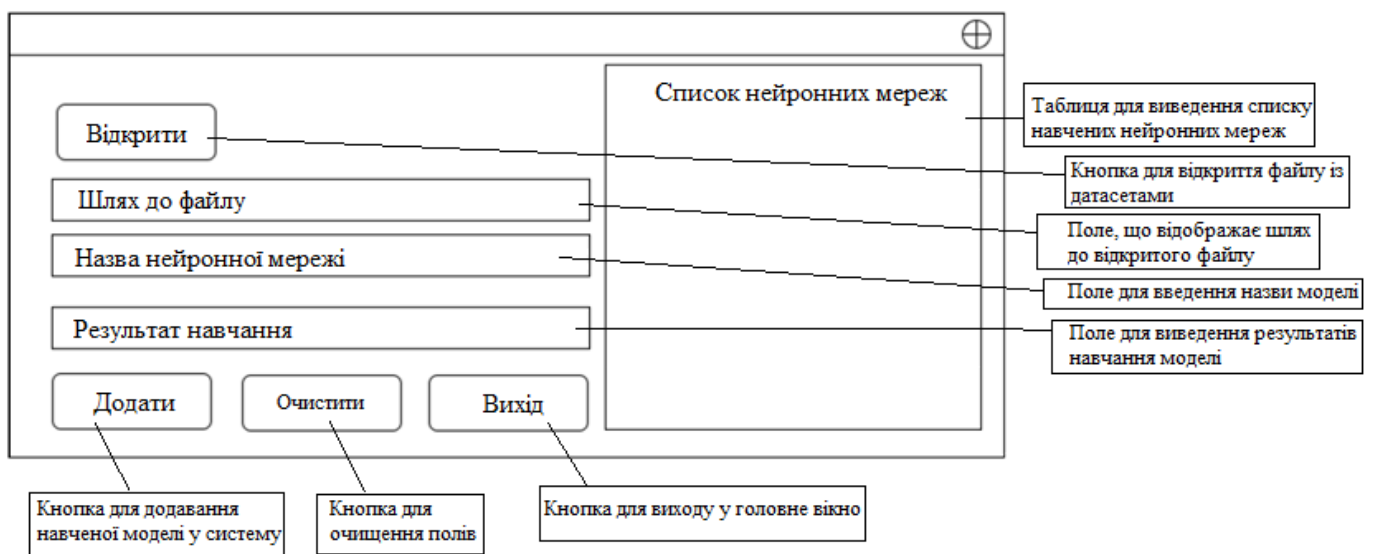 Список нейронних мереж
Відкрити
Шлях до файлу
Назва нейронної мережі
Результат навчання
Додати
Очистити
Вихід
Таблиця для виведення списку
навчених нейронних мереж
Кнопка для відкриття файлу із
датасетами
Поле, що відображає шлях
до відкритого файлу
Поле для введення назви моделі
Поле для виведення результатів
навчання моделі
Кнопка для додавання
навченої моделі у систему
Кнопка для
очищення полів
Кнопка для виходу у головне вікно